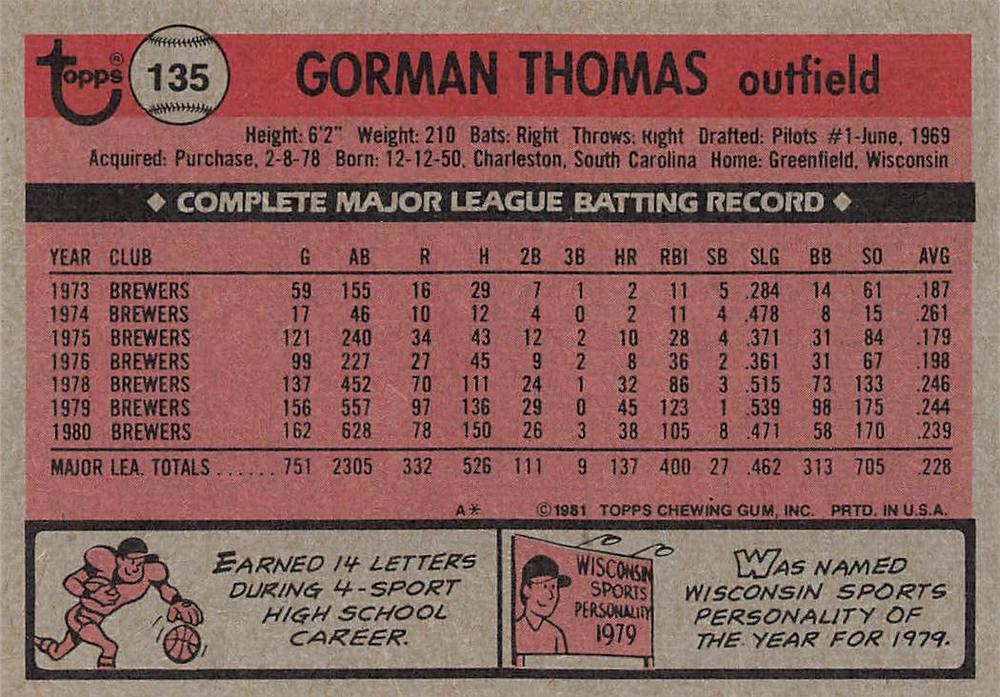 Topps® 135 GORMAN THOMAS outfield
Height: 6'2" Weight: 210 Bats: Right Throws: Right Drafted: Pilots #1-June, 1969
Acquired: Purchase, 2-8-78 Born: 12-12-50, Charleston, South Carolina Home: Greenfield, Wisconsin
◆ COMPLETE MAJOR LEAGUE BATTING RECORD ◆
YEAR CLUB G AB R H 2B 3B HR RBI SB SLG BB SO AVG
1973 BREWERS 59 155 16 29 7 1 2 11 5 .284 14 61 .187
1974 BREWERS 17 46 10 12 4 0 2 11 4 .478 8 15 .261
1975 BREWERS 121 240 34 43 12 2 10 28 4 .371 31 84 .179
1976 BREWERS 99 227 27 45 9 2 8 36 2 .361 31 67 .198
1978 BREWERS 137 452 70 111 24 1 32 86 3 .515 73 133 .246
1979 BREWERS 156 557 97 136 29 0 45 123 1 .539 98 175 .244
1980 BREWERS 162 628 78 150 26 3 38 105 8 .471 58 170 .239
MAJOR LEA. TOTALS ...... 751 2305 332 526 111 9 137 400 27 .462 313 705 .228
A* ©1981 TOPPS CHEWING GUM, INC. PRTD. IN U.S.A.
EARNED 14 LETTERS
DURING 4-SPORT
HIGH SCHOOL
CAREER.
WISCONSIN
SPORTS
PERSONALITY
1979
WAS NAMED
WISCONSIN SPORTS
PERSONALITY OF
THE YEAR FOR 1979.